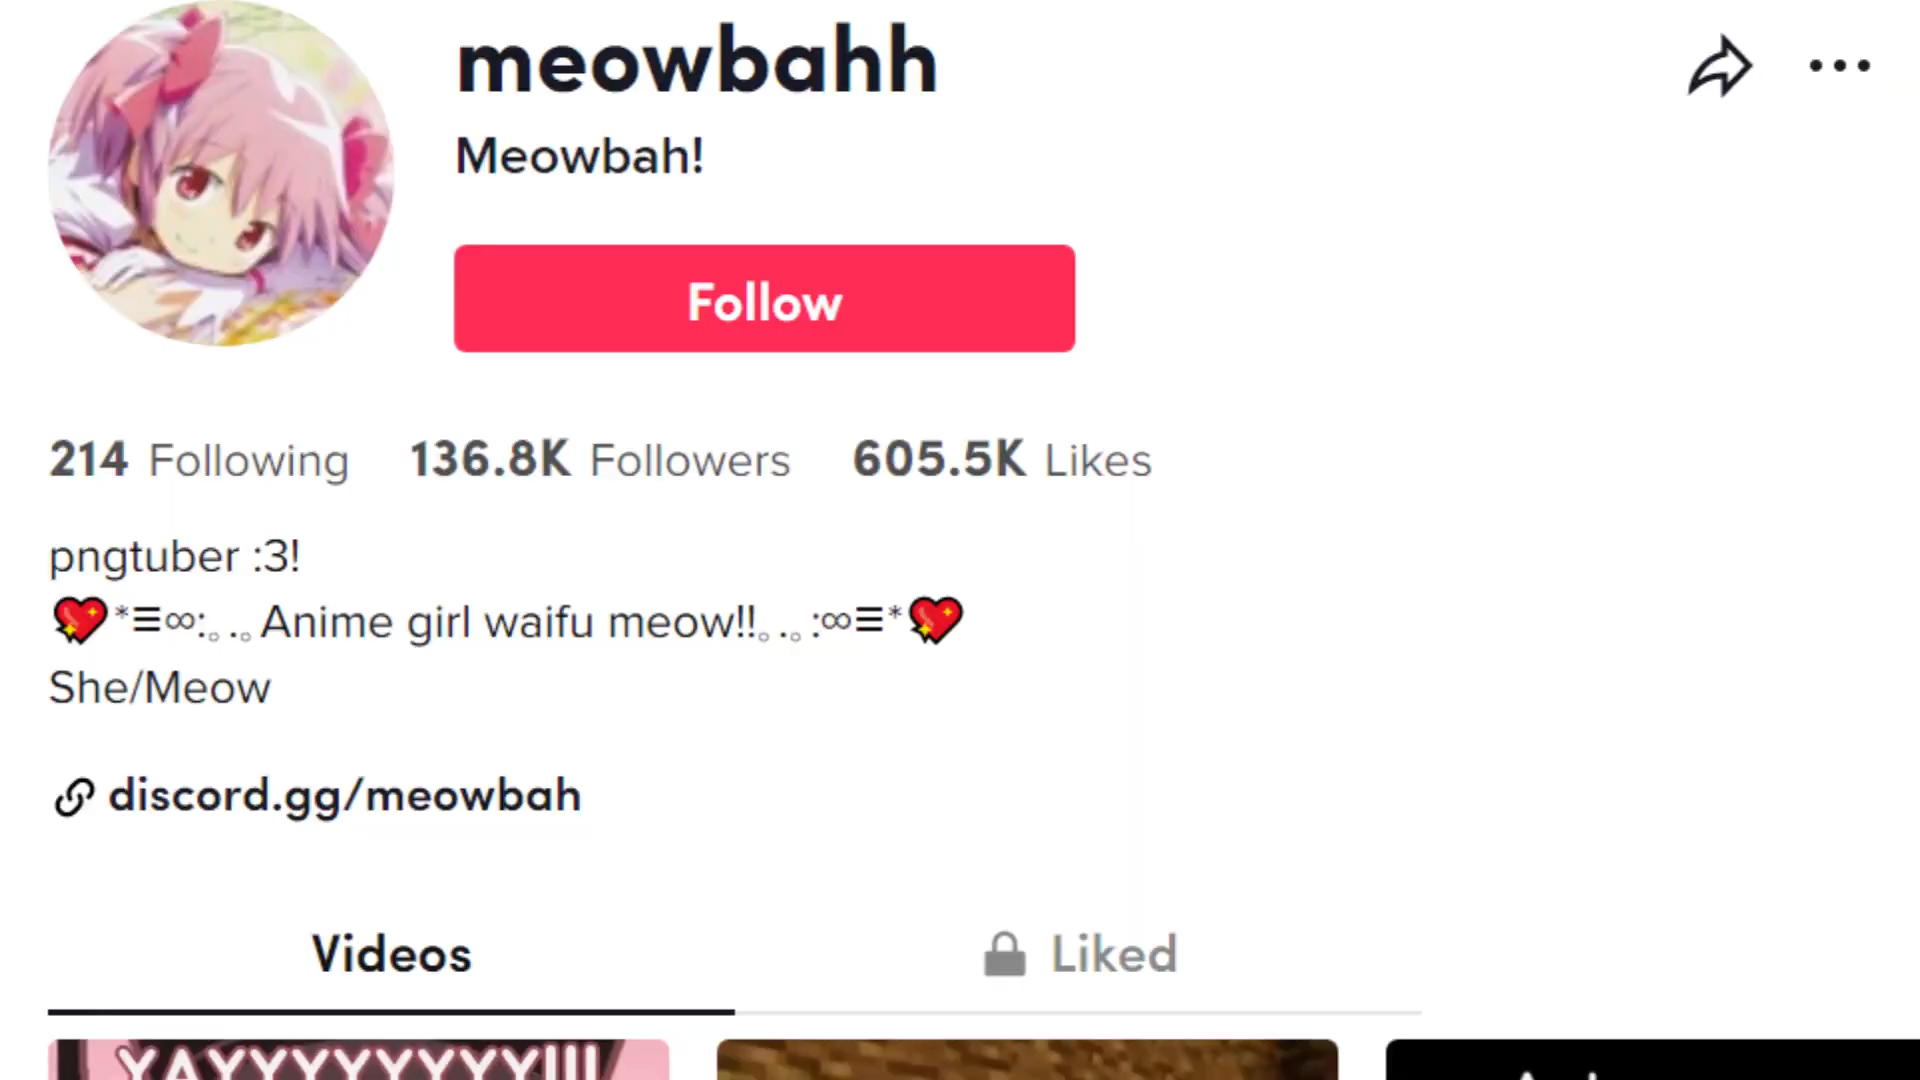 meowbahh
Meowbah!
Follow
214 Following 136.8K Followers 605.5K Likes
pngtuber :3!
💖*≡∞:｡.｡Anime girl waifu meow!!｡.｡:∞≡*💖
She/Meow
discord.gg/meowbah
Videos
Liked
YAYYYYYYYYY!!!